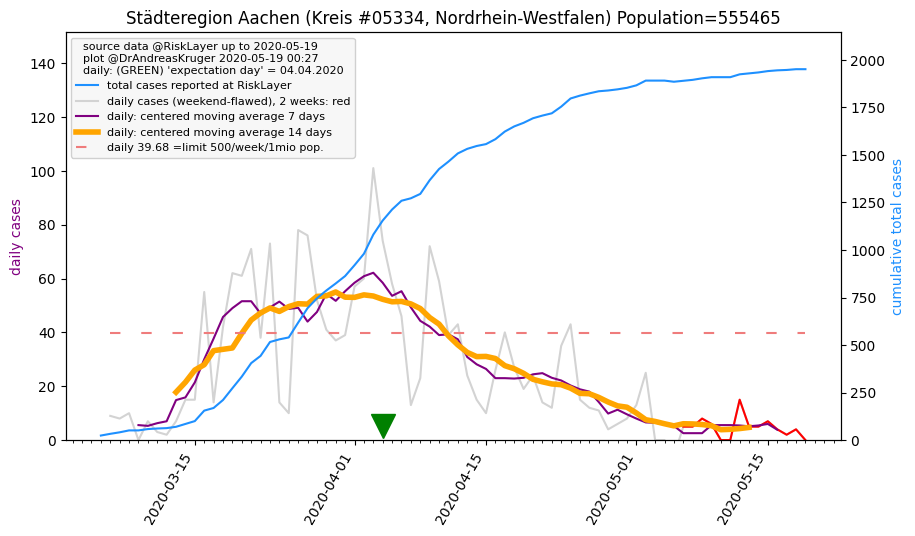 Städteregion Aachen (Kreis #05334, Nordrhein-Westfalen) Population=555465
source data @RiskLayer up to 2020-05-19
plot @DrAndreasKruger 2020-05-19 00:27
daily: (GREEN) 'expectation day' = 04.04.2020
total cases reported at RiskLayer
daily cases (weekend-flawed), 2 weeks: red
daily: centered moving average 7 days
daily: centered moving average 14 days
daily 39.68 =limit 500/week/1mio pop.
daily cases
140
120
100
80
60
40
20
0
cumulative total cases
2000
1750
1500
1250
1000
750
500
250
0
2020-03-15
2020-04-01
2020-04-15
2020-05-01
2020-05-15